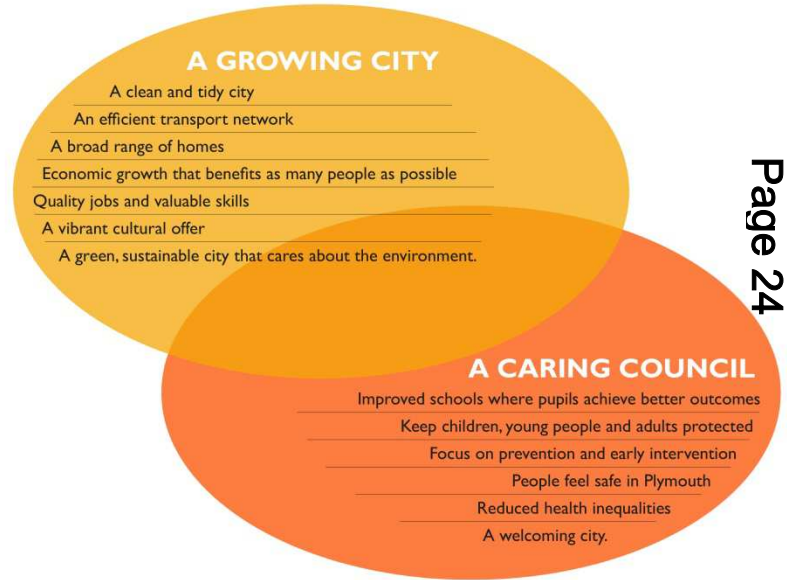 A GROWING CITY
A clean and tidy city
An efficient transport network
A broad range of homes
Economic growth that benefits as many people as possible
Quality jobs and valuable skills
A vibrant cultural offer
A green, sustainable city that cares about the environment.
Page 24
A CARING COUNCIL
Improved schools where pupils achieve better outcomes
Keep children, young people and adults protected
Focus on prevention and early intervention
People feel safe in Plymouth
Reduced health inequalities
A welcoming city.